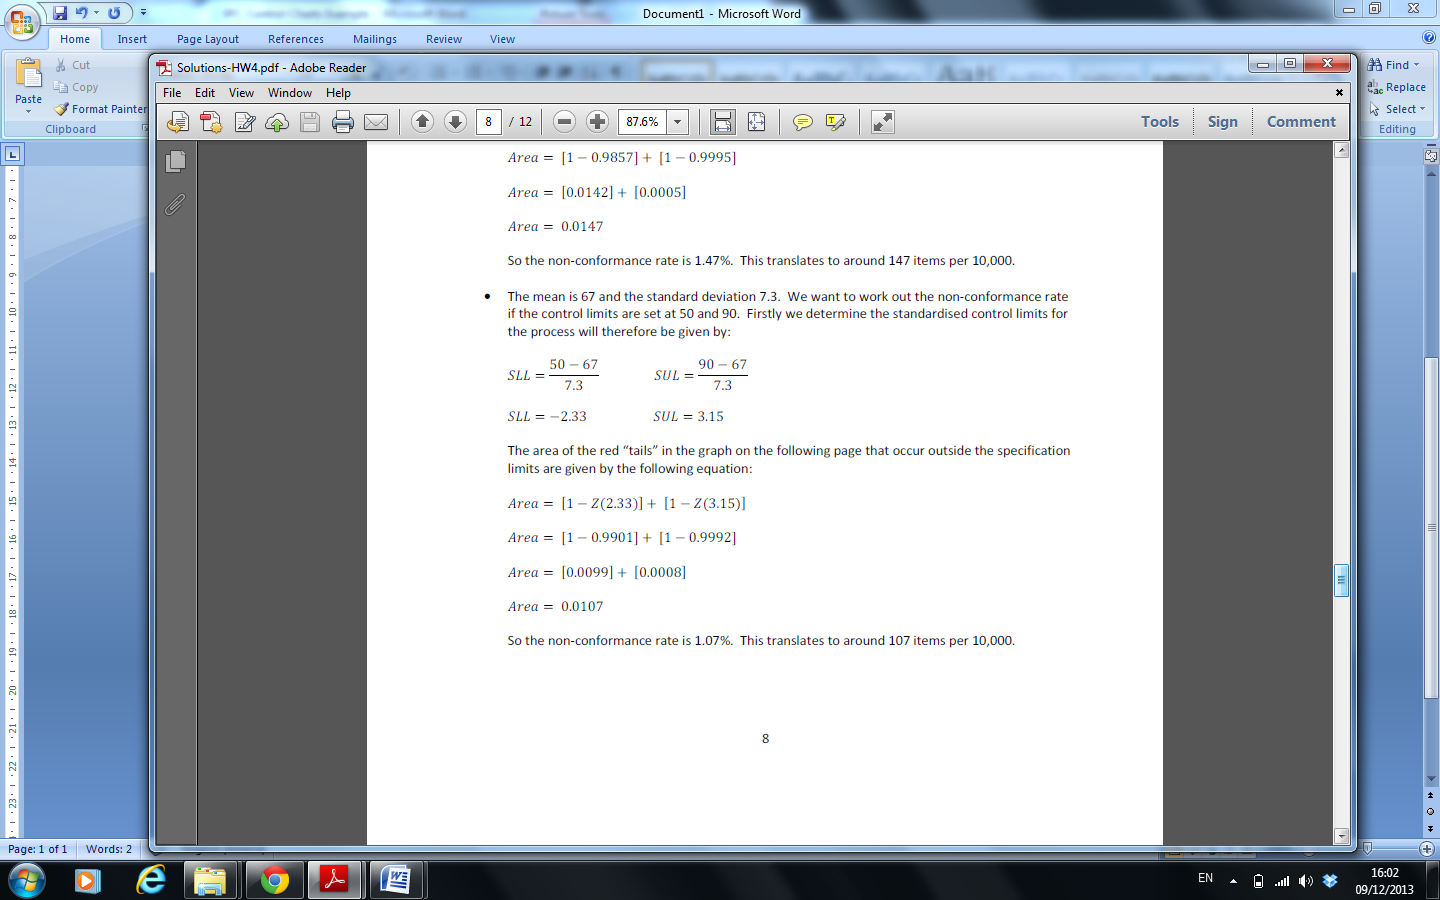 Document1 - Microsoft Word
Home Insert Page Layout References Mailings Review View
Cut
Copy
Paste
Format Painter
Clipboard
Find
Replace
Select
Editing
Solutions-HW4.pdf - Adobe Reader
File Edit View Window Help
8 / 12 87.6% Tools Sign Comment
Area = [1 − 0.9857] + [1 − 0.9995]
Area = [0.0142] + [0.0005]
Area = 0.0147
So the non-conformance rate is 1.47%. This translates to around 147 items per 10,000.
• The mean is 67 and the standard deviation 7.3. We want to work out the non-conformance rate
if the control limits are set at 50 and 90. Firstly we determine the standardised control limits for
the process will therefore be given by:
SLL = (50 − 67)/7.3 SUL = (90 − 67)/7.3
SLL = −2.33 SUL = 3.15
The area of the red “tails” in the graph on the following page that occur outside the specification
limits are given by the following equation:
Area = [1 − Z(2.33)] + [1 − Z(3.15)]
Area = [1 − 0.9901] + [1 − 0.9992]
Area = [0.0099] + [0.0008]
Area = 0.0107
So the non-conformance rate is 1.07%. This translates to around 107 items per 10,000.
8
Page: 1 of 1 Words: 2
EN
16:02
09/12/2013